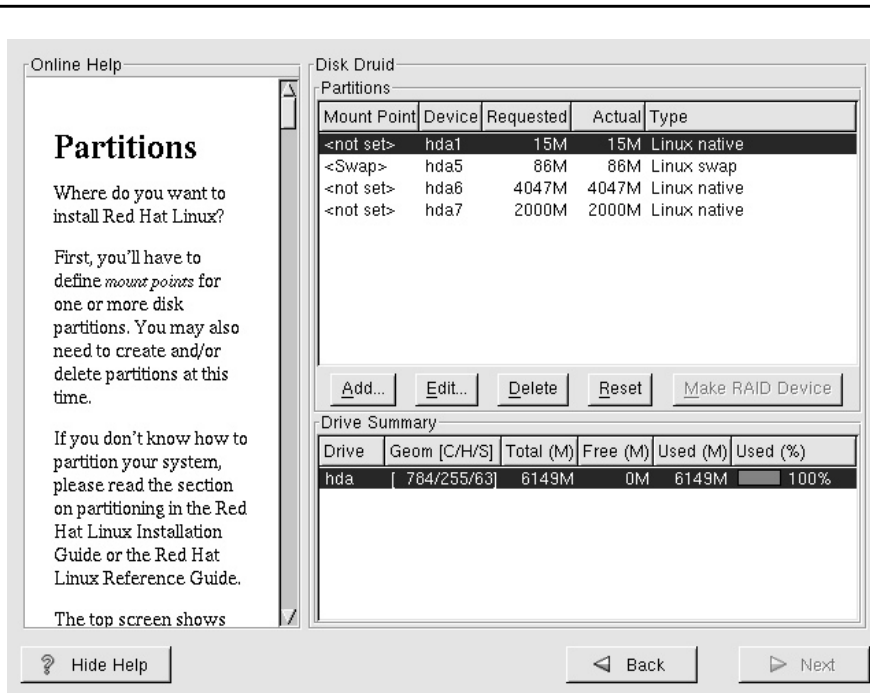 Online Help
Partitions
Where do you want to
install Red Hat Linux?
First, you'll have to
define mount points for
one or more disk
partitions. You may also
need to create and/or
delete partitions at this
time.
If you don't know how to
partition your system,
please read the section
on partitioning in the Red
Hat Linux Installation
Guide or the Red Hat
Linux Reference Guide.
The top screen shows
Disk Druid
Partitions
Mount Point Device Requested Actual Type
<not set> hda1 15M 15M Linux native
<Swap> hda5 86M 86M Linux swap
<not set> hda6 4047M 4047M Linux native
<not set> hda7 2000M 2000M Linux native
Add... Edit... Delete Reset Make RAID Device
Drive Summary
Drive Geom [C/H/S] Total (M) Free (M) Used (M) Used (%)
hda [ 784/255/63] 6149M 0M 6149M 100%
? Hide Help Back Next